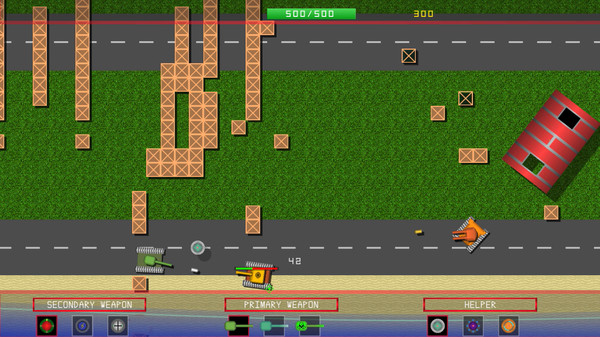 500/500
300
42
SECONDARY WEAPON
PRIMARY WEAPON
HELPER